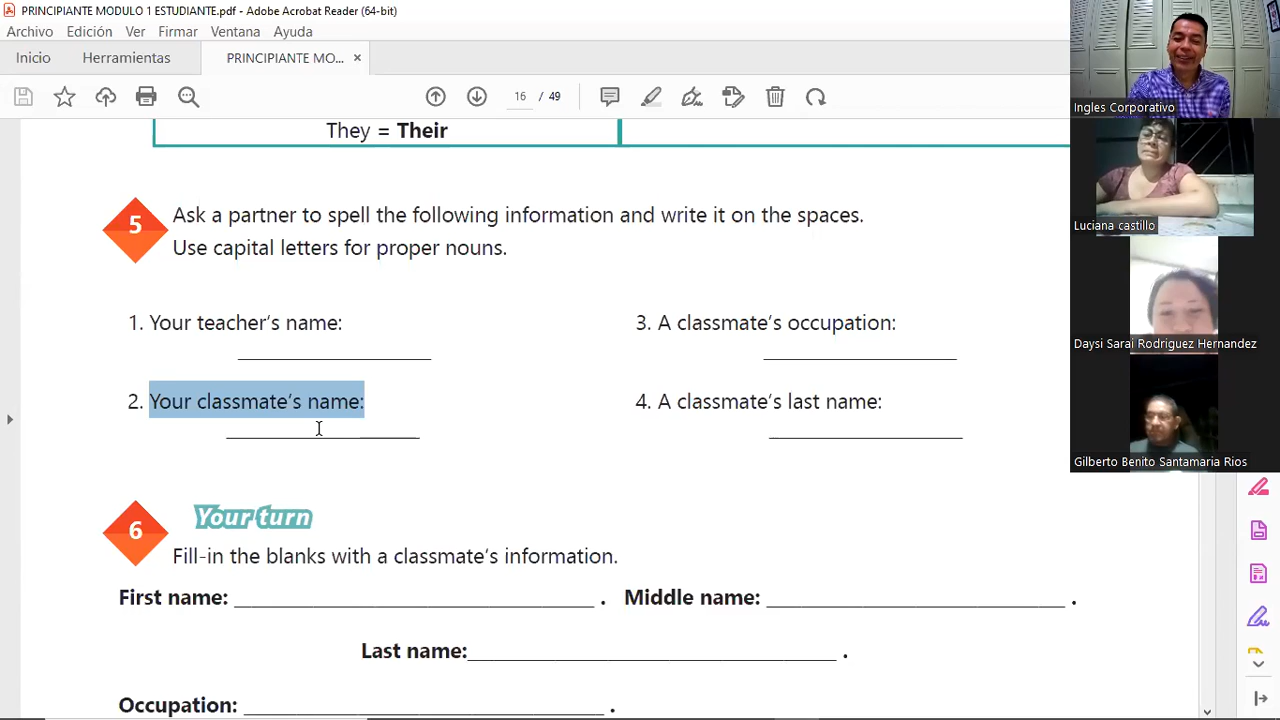 PRINCIPIANTE MODULO 1 ESTUDIANTE.pdf - Adobe Acrobat Reader (64-bit)
Archivo Edición Ver Firmar Ventana Ayuda
Inicio Herramientas PRINCIPIANTE MO... ×
16 / 49
They = Their
5 Ask a partner to spell the following information and write it on the spaces.
Use capital letters for proper nouns.
1. Your teacher's name: 3. A classmate's occupation:
2. Your classmate's name: 4. A classmate's last name:
6 Your turn
Fill-in the blanks with a classmate's information.
First name: ______________________________ . Middle name: ______________________________ .
Last name:______________________________ .
Occupation: ______________________________ .
Ingles Corporativo
Luciana castillo
Daysi Sarai Rodriguez Hernandez
Gilberto Benito Santamaria Rios